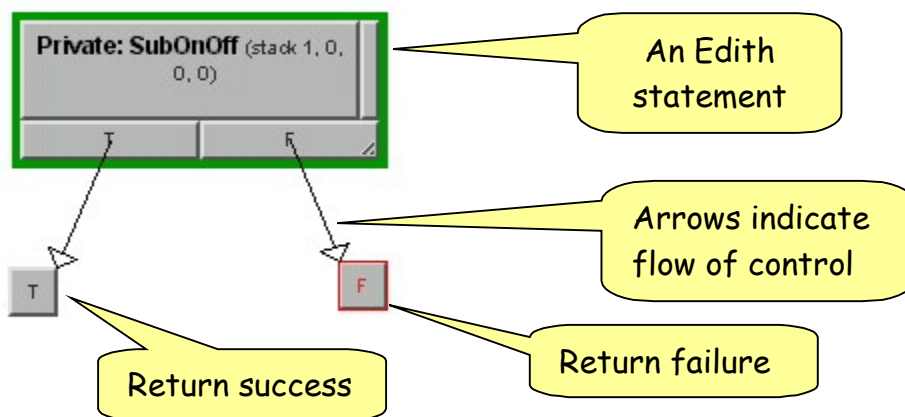 Private: SubOnOff (stack 1, 0,
0, 0)
T F
An Edith
statement
Arrows indicate
flow of control
T
F
Return success
Return failure